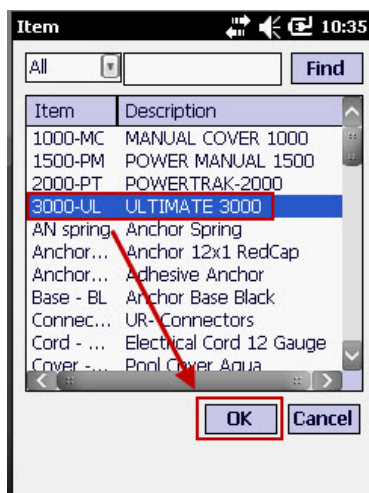 Item 10:35
All Find
Item Description
1000-MC MANUAL COVER 1000
1500-PM POWER MANUAL 1500
2000-PT POWERTRAK-2000
3000-UL ULTIMATE 3000
AN spring Anchor Spring
Anchor... Anchor 12x1 RedCap
Anchor... Adhesive Anchor
Base - BL Anchor Base Black
Connec... UR- Connectors
Cord - ... Electrical Cord 12 Gauge
Cover -... Pool Cover Aqua
OK Cancel